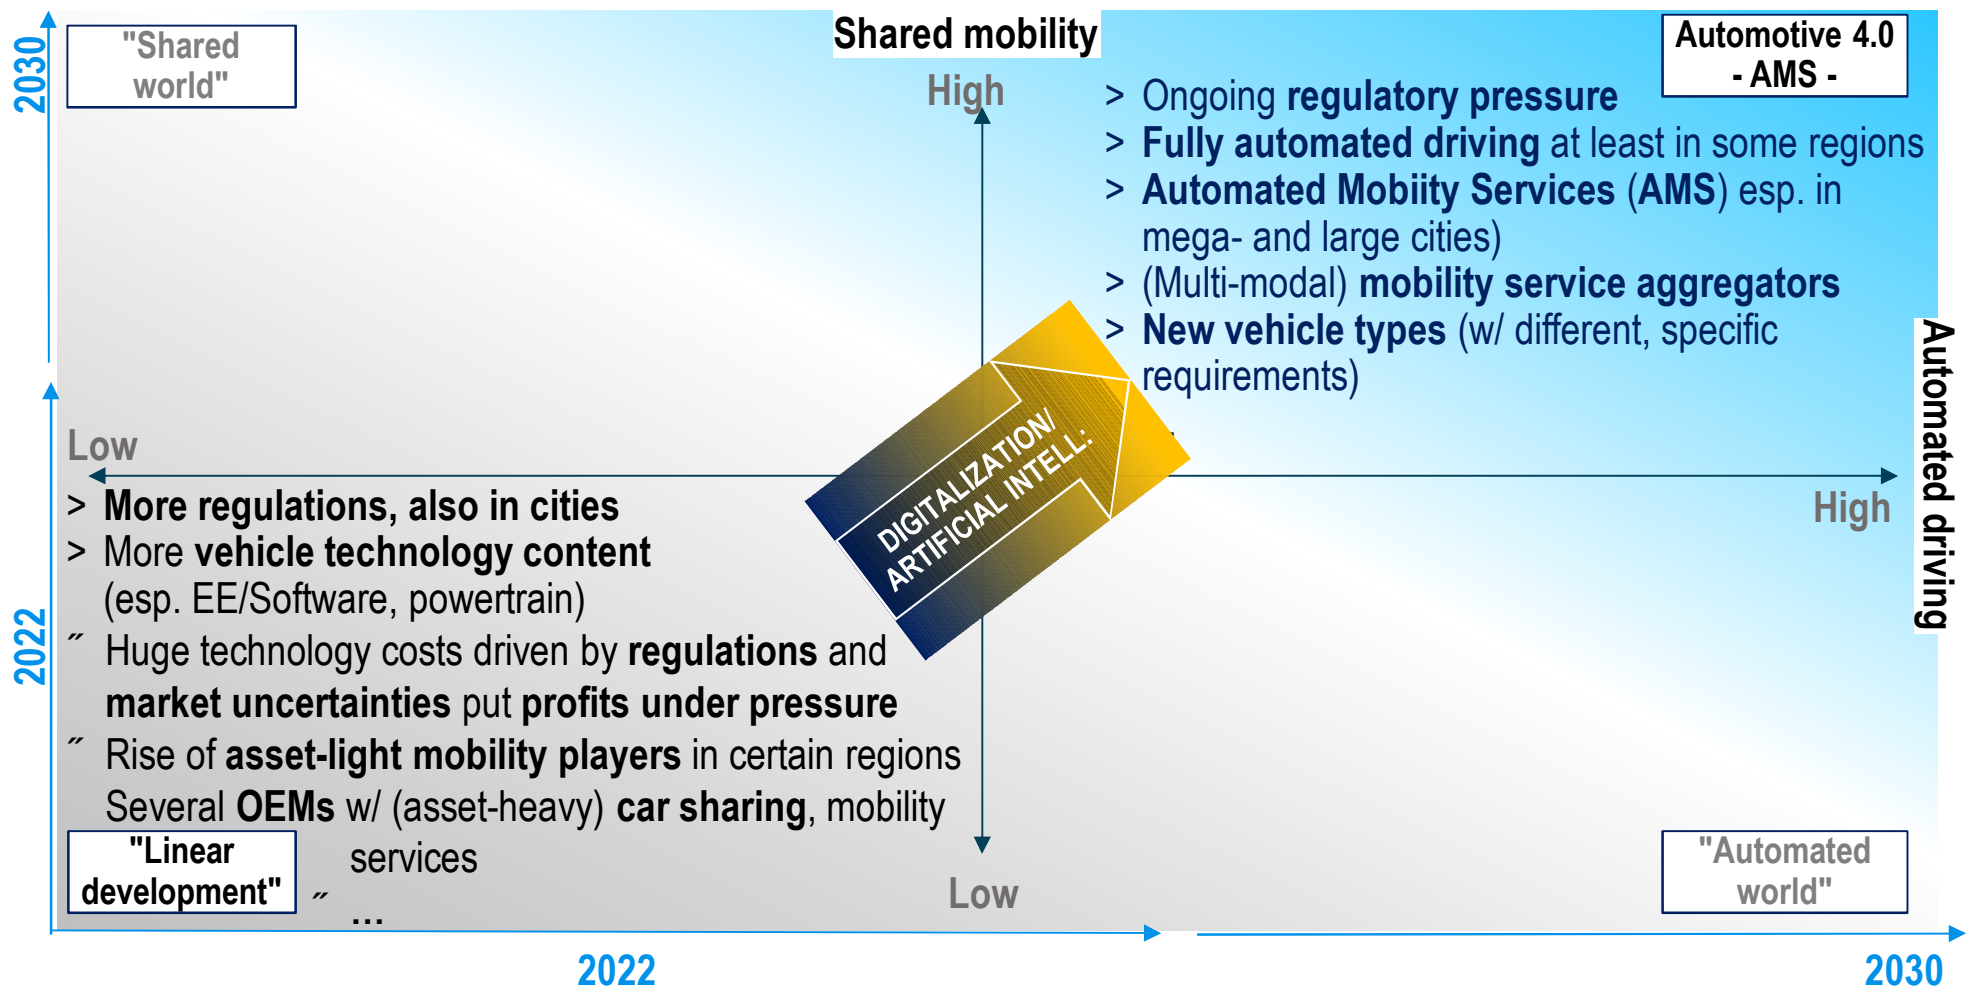 Shared mobility
High
2030
"Shared
world"
Automotive 4.0
- AMS -
> Ongoing regulatory pressure
> Fully automated driving at least in some regions
> Automated Mobiity Services (AMS) esp. in
mega- and large cities)
> (Multi-modal) mobility service aggregators
> New vehicle types (w/ different, specific
requirements)
Automated driving
High
Low
DIGITALIZATION/
ARTIFICIAL INTELL:
2022
> More regulations, also in cities
> More vehicle technology content
(esp. EE/Software, powertrain)
˝ Huge technology costs driven by regulations and
market uncertainties put profits under pressure
˝ Rise of asset-light mobility players in certain regions
Several OEMs w/ (asset-heavy) car sharing, mobility
services
˝ ...
"Linear
development"
Low
"Automated
world"
2022
2030